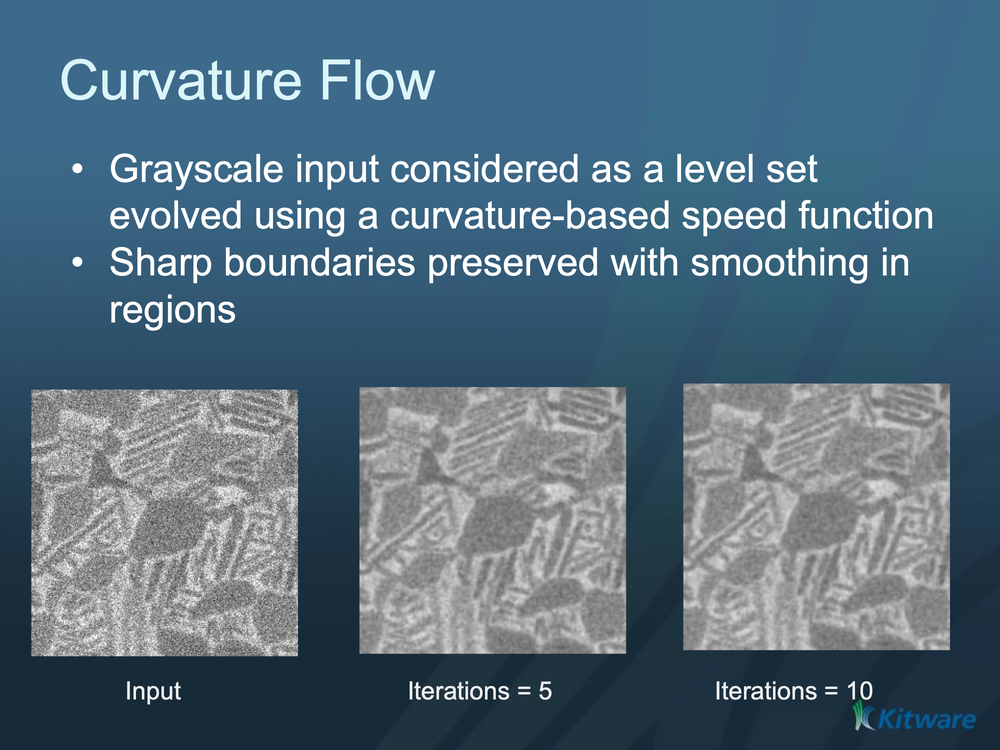 Curvature Flow
• Grayscale input considered as a level set
evolved using a curvature-based speed function
• Sharp boundaries preserved with smoothing in
regions
Input
Iterations = 5
Iterations = 10
Kitware